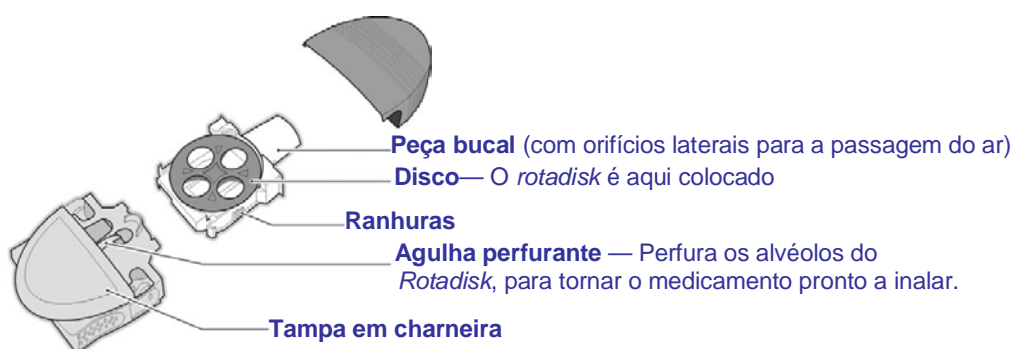 Peça bucal (com orifícios laterais para a passagem do ar)
Disco— O rotadisk é aqui colocado
Ranhuras
Agulha perfurante — Perfura os alvéolos do
Rotadisk, para tornar o medicamento pronto a inalar.
Tampa em charneira